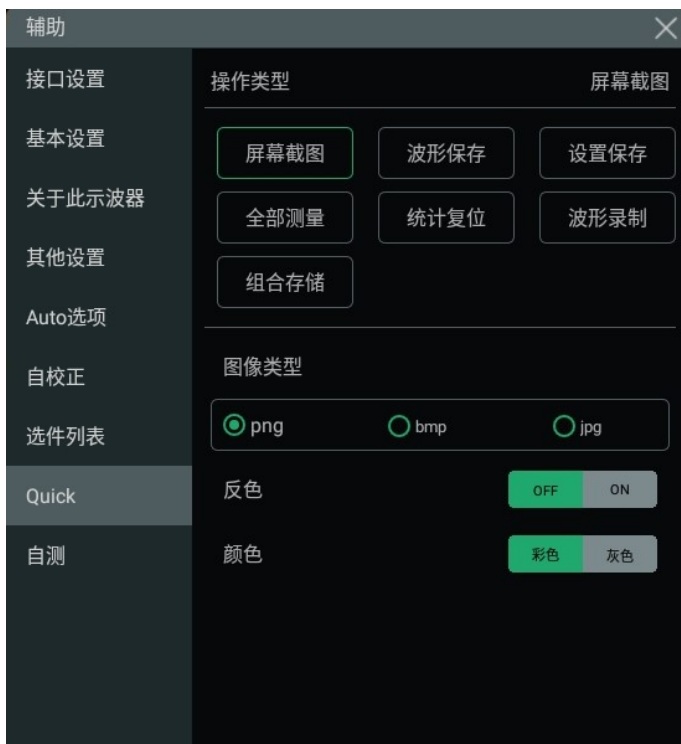 辅助
接口设置
基本设置
关于此示波器
其他设置
Auto选项
自校正
选件列表
Quick
自测
操作类型 屏幕截图
屏幕截图 波形保存 设置保存
全部测量 统计复位 波形录制
组合存储
图像类型
png bmp jpg
反色 OFF ON
颜色 彩色 灰色